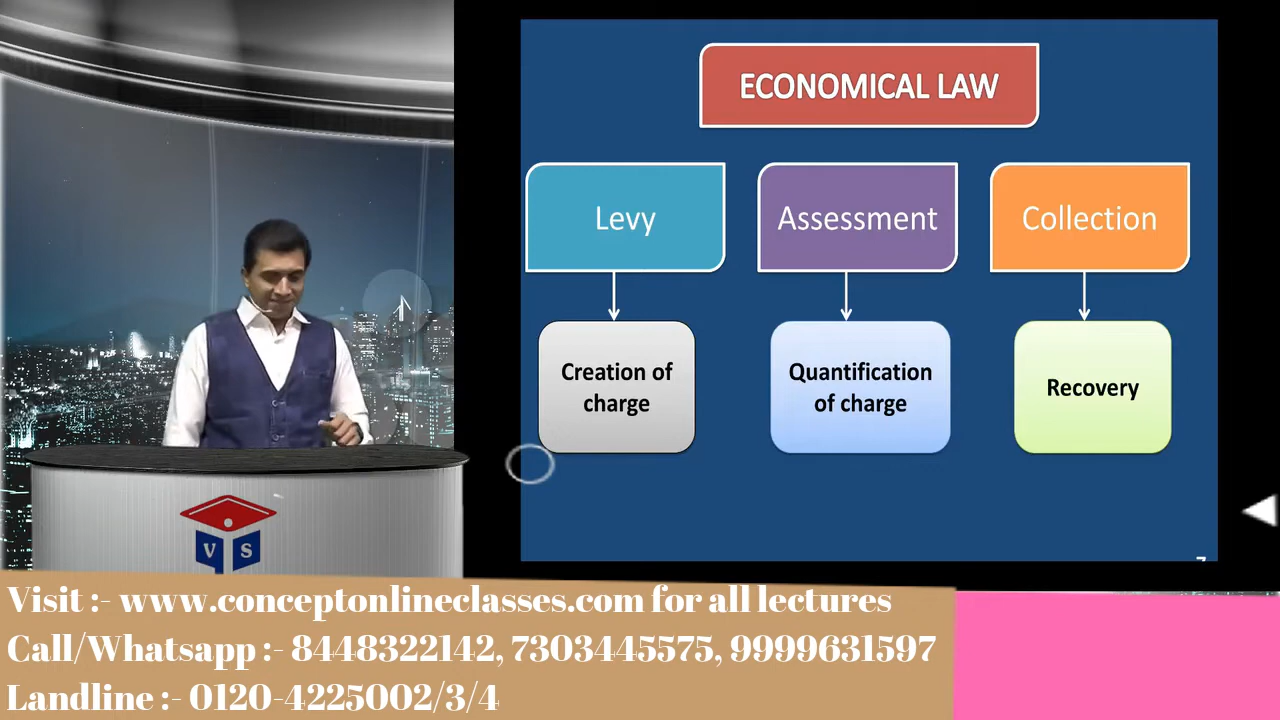 ECONOMICAL LAW
Levy
Assessment
Collection
Creation of
charge
Quantification
of charge
Recovery
V S
Visit :- www.conceptonlineclasses.com for all lectures
Call/Whatsapp :- 8448322142, 7303445575, 9999631597
Landline :- 0120-4225002/3/4